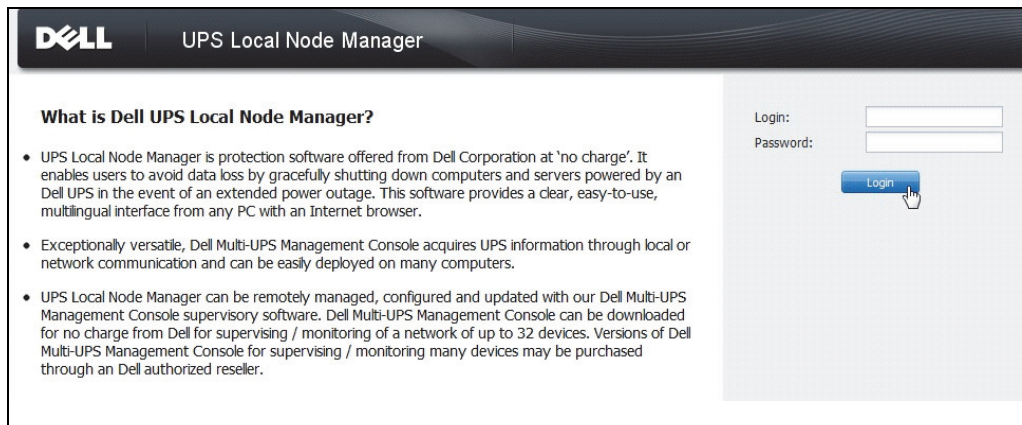 DELL
UPS Local Node Manager
What is Dell UPS Local Node Manager?
• UPS Local Node Manager is protection software offered from Dell Corporation at ‘no charge’. It
enables users to avoid data loss by gracefully shutting down computers and servers powered by an
Dell UPS in the event of an extended power outage. This software provides a clear, easy-to-use,
multilingual interface from any PC with an Internet browser.
• Exceptionally versatile, Dell Multi-UPS Management Console acquires UPS information through local or
network communication and can be easily deployed on many computers.
• UPS Local Node Manager can be remotely managed, configured and updated with our Dell Multi-UPS
Management Console supervisory software. Dell Multi-UPS Management Console can be downloaded
for no charge from Dell for supervising / monitoring of a network of up to 32 devices. Versions of Dell
Multi-UPS Management Console for supervising / monitoring many devices may be purchased
through an Dell authorized reseller.
Login:
Password:
Login